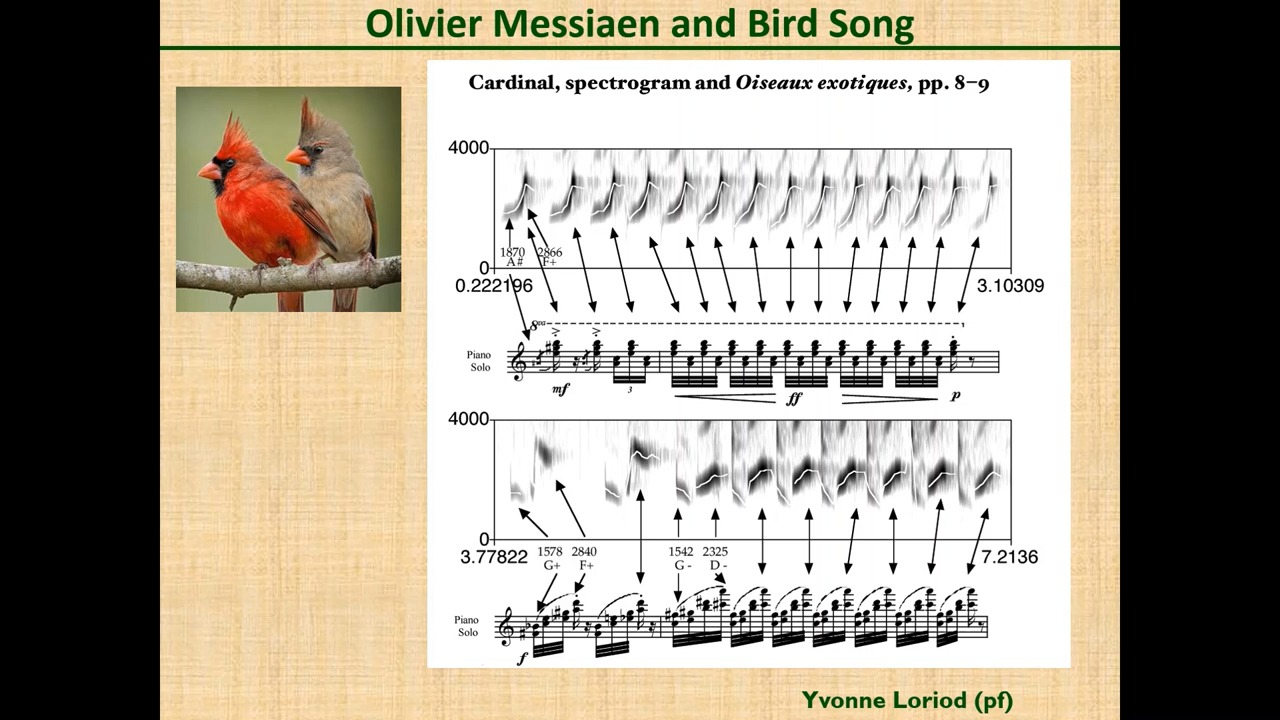 Olivier Messiaen and Bird Song
Cardinal, spectrogram and Oiseaux exotiques, pp. 8–9
4000
1870 2866
A# F+
0
0.222196 3.10309
8va
Piano
Solo
3
mf ff p
4000
0
3.77822 1578 2840 1542 2325 7.2136
G+ F+ G - D -
Piano
Solo
f
Yvonne Loriod (pf)